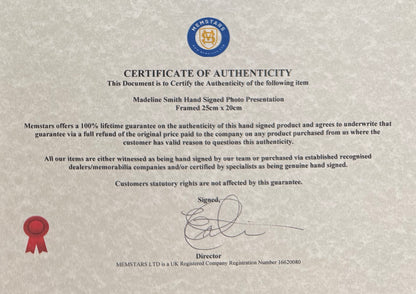 MEMSTARS
CERTIFICATE OF AUTHENTICITY
This Document is to Certify the Authenticity of the following item
Madeline Smith Hand Signed Photo Presentation
Framed 25cm x 20cm
Memstars offers a 100% lifetime guarantee on the authenticity of this hand signed product and agrees to underwrite that
guarantee via a full refund of the original price paid to the company on any product purchased from us where the
customer has valid reason to questions this authenticity.
All our items are either witnessed as being hand signed by our team or purchased via established recognised
dealers/memorabilia companies and/or certified by specialists as being genuine hand signed.
Customers statutory rights are not affected by this guarantee.
Signed,
Director
MEMSTARS LTD is a UK Registered Company Registration Number 16620080